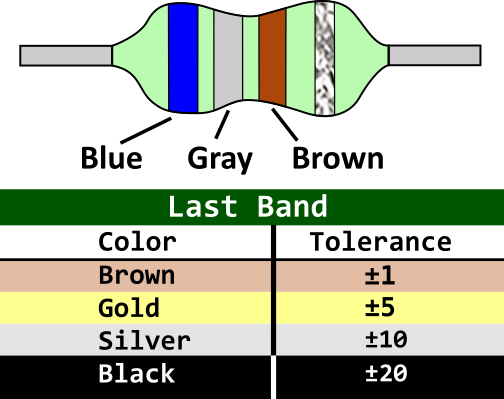 Blue Gray Brown
Last Band
Color Tolerance
Brown ±1
Gold ±5
Silver ±10
Black ±20